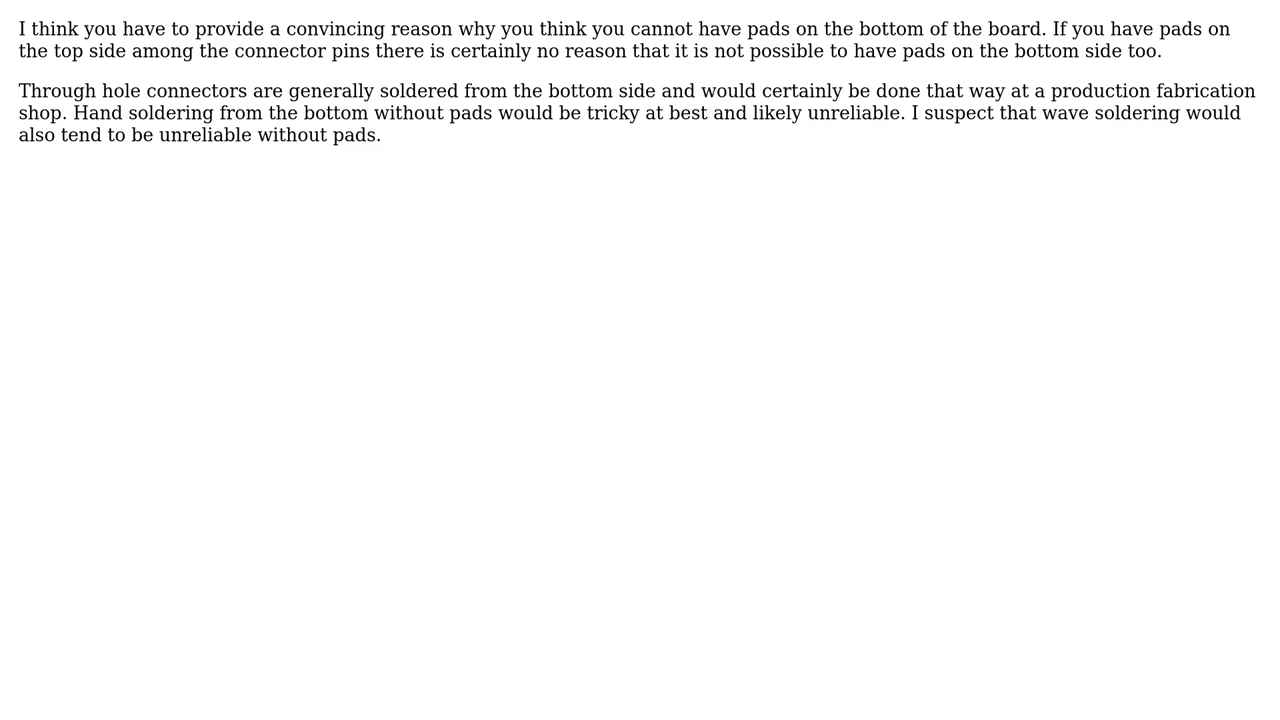 I think you have to provide a convincing reason why you think you cannot have pads on the bottom of the board. If you have pads on
the top side among the connector pins there is certainly no reason that it is not possible to have pads on the bottom side too.
Through hole connectors are generally soldered from the bottom side and would certainly be done that way at a production fabrication
shop. Hand soldering from the bottom without pads would be tricky at best and likely unreliable. I suspect that wave soldering would
also tend to be unreliable without pads.